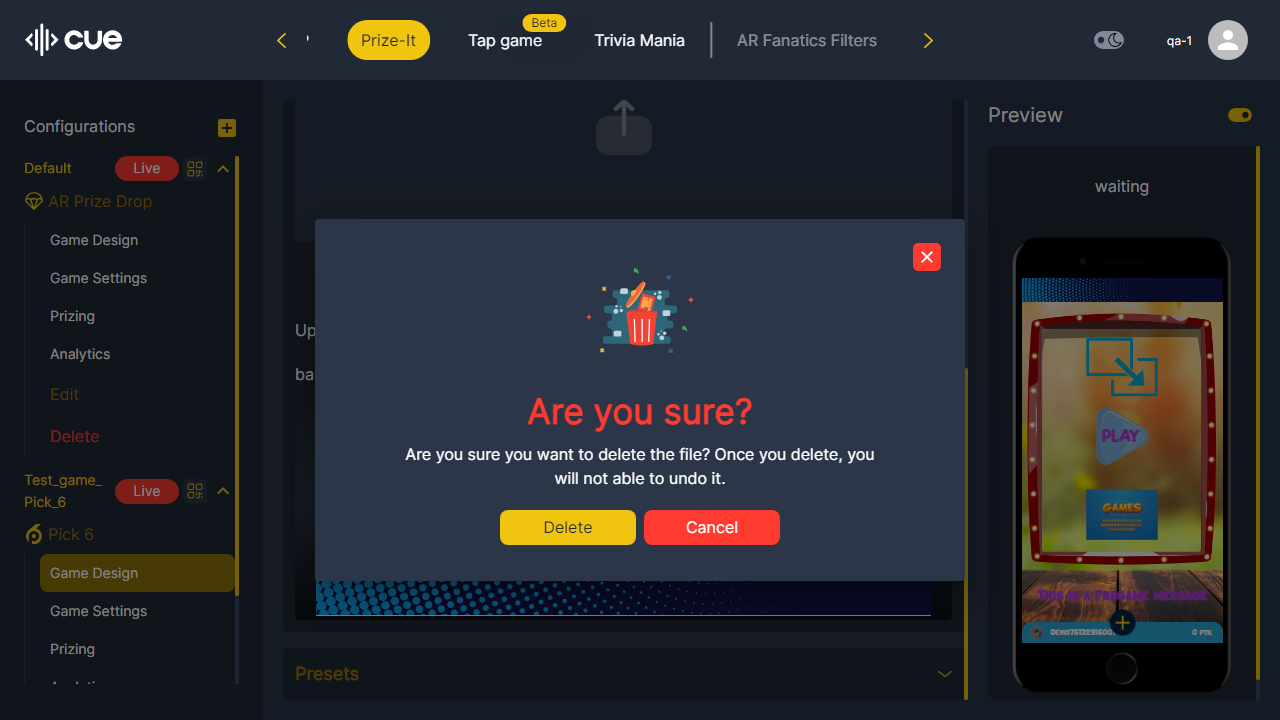 cue
Prize-It
Beta
Tap game
Trivia Mania
AR Fanatics Filters
qa-1
Configurations
Default
Live
AR Prize Drop
Game Design
Game Settings
Prizing
Analytics
Edit
Delete
Test_game_
Pick_6
Live
Pick 6
Game Design
Game Settings
Prizing
Up
ba
Are you sure?
Are you sure you want to delete the file? Once you delete, you
will not able to undo it.
Delete
Cancel
Presets
Preview
waiting
PLAY
GAMES
This is a Pregame message
0 PTS.